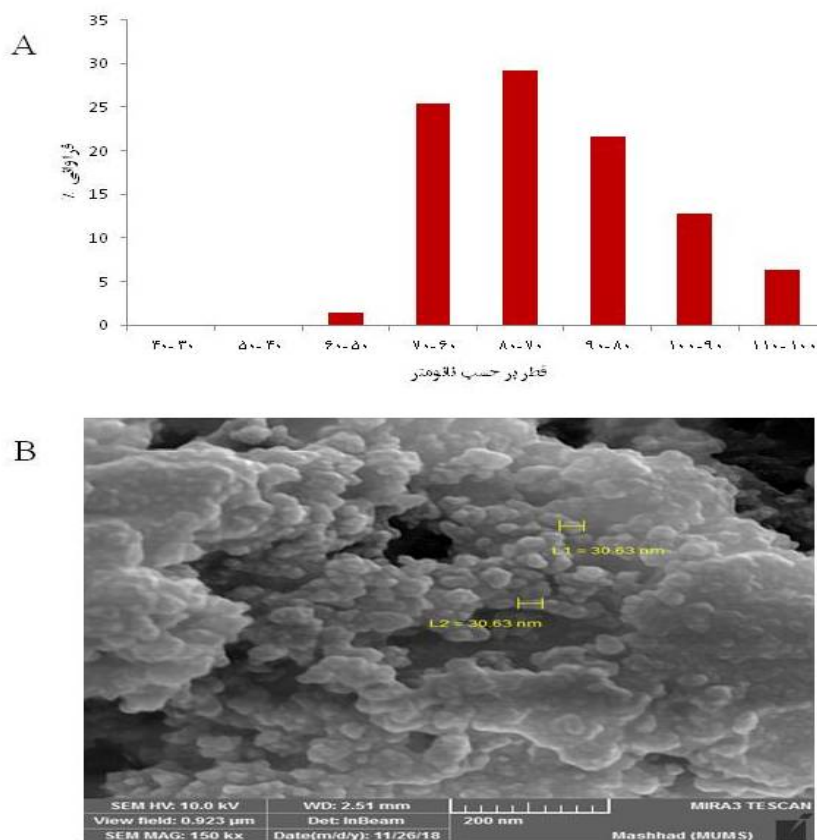 A
35
30
25
20
15
10
5
0
فراوانی %
۴۰-۳۰ ۵۰-۴۰ ۶۰-۵۰ ۷۰-۶۰ ۸۰-۷۰ ۹۰-۸۰ ۱۰۰-۹۰ ۱۱۰-۱۰۰
قطر بر حسب نانومتر
B
L1 = 30.63 nm
L2 = 30.63 nm
SEM HV: 10.0 kV WD: 2.51 mm MIRA3 TESCAN
View field: 0.923 µm Det: InBeam 200 nm
SEM MAG: 150 kx Date(m/d/y): 11/26/18 Mashhad (MUMS)